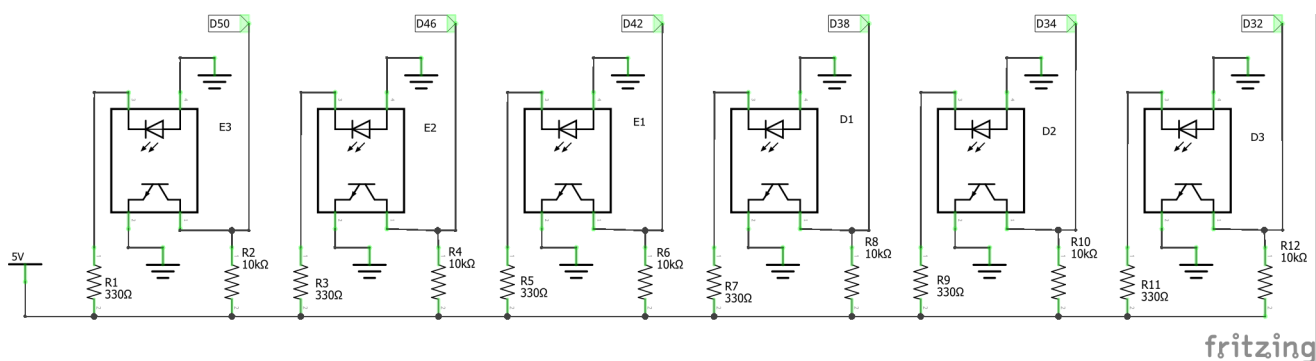 D50
D46
D42
D38
D34
D32
E3
E2
E1
D1
D2
D3
5V
R1
330Ω
R2
10kΩ
R3
330Ω
R4
10kΩ
R5
330Ω
R6
10kΩ
R7
330Ω
R8
10kΩ
R9
330Ω
R10
10kΩ
R11
330Ω
R12
10kΩ
fritzing